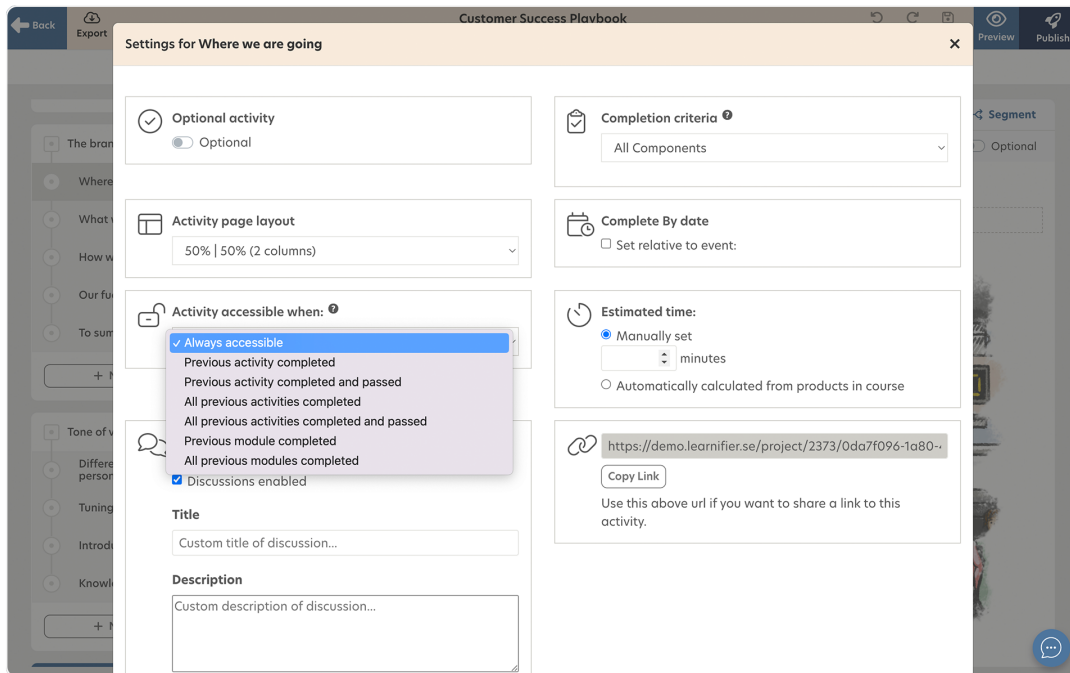 Back
Export
Customer Success Playbook
Preview
Publish
Settings for Where we are going
Optional activity
Optional
Completion criteria
All Components
Activity page layout
50% | 50% (2 columns)
Complete By date
Set relative to event:
Activity accessible when:
Always accessible
Previous activity completed
Previous activity completed and passed
All previous activities completed
All previous activities completed and passed
Previous module completed
All previous modules completed
Estimated time:
Manually set
minutes
Automatically calculated from products in course
Discussions enabled
Title
Custom title of discussion...
Description
Custom description of discussion...
https://demo.learnifier.se/project/2373/0da7f096-1a80-
Copy Link
Use this above url if you want to share a link to this
activity.
The bran
Where
What
How w
Our fu
To sum
Tone of
Differe
person
Tuning
Introdu
Knowl
Segment
Optional